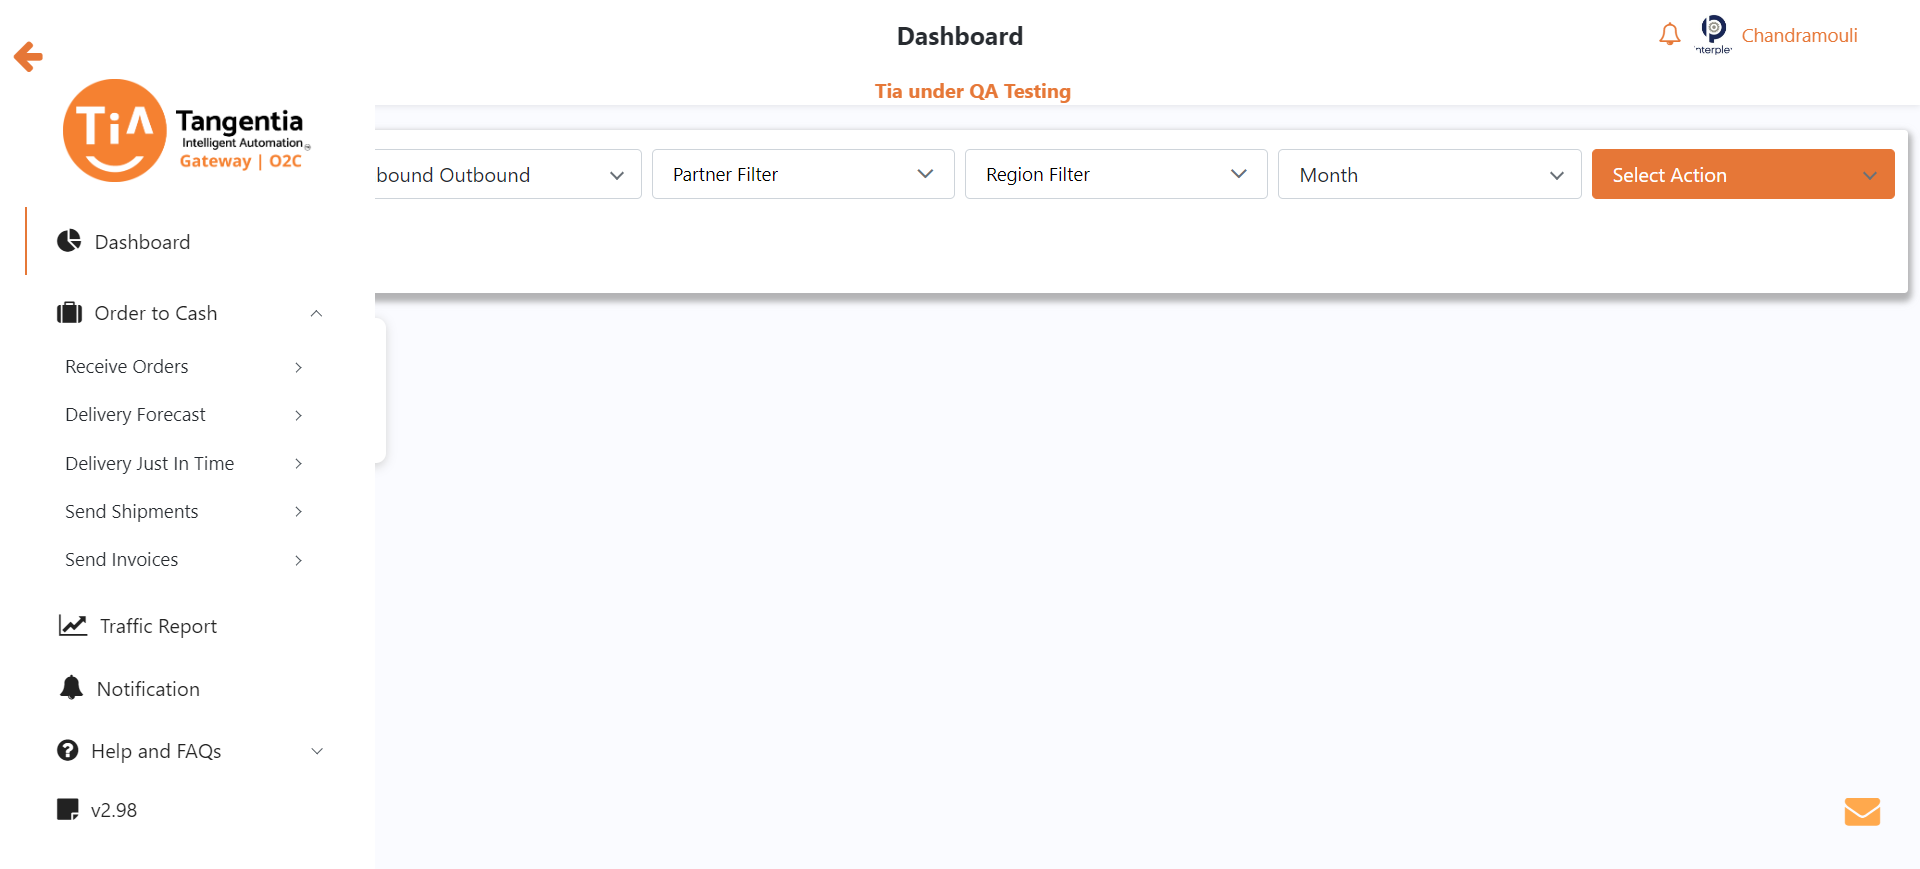 Dashboard
Chandramouli
Tia under QA Testing
TiA
Tangentia
Intelligent Automation
Gateway | O2C
bound Outbound
Partner Filter
Region Filter
Month
Select Action
Dashboard
Order to Cash
Receive Orders
Delivery Forecast
Delivery Just In Time
Send Shipments
Send Invoices
Traffic Report
Notification
Help and FAQs
v2.98